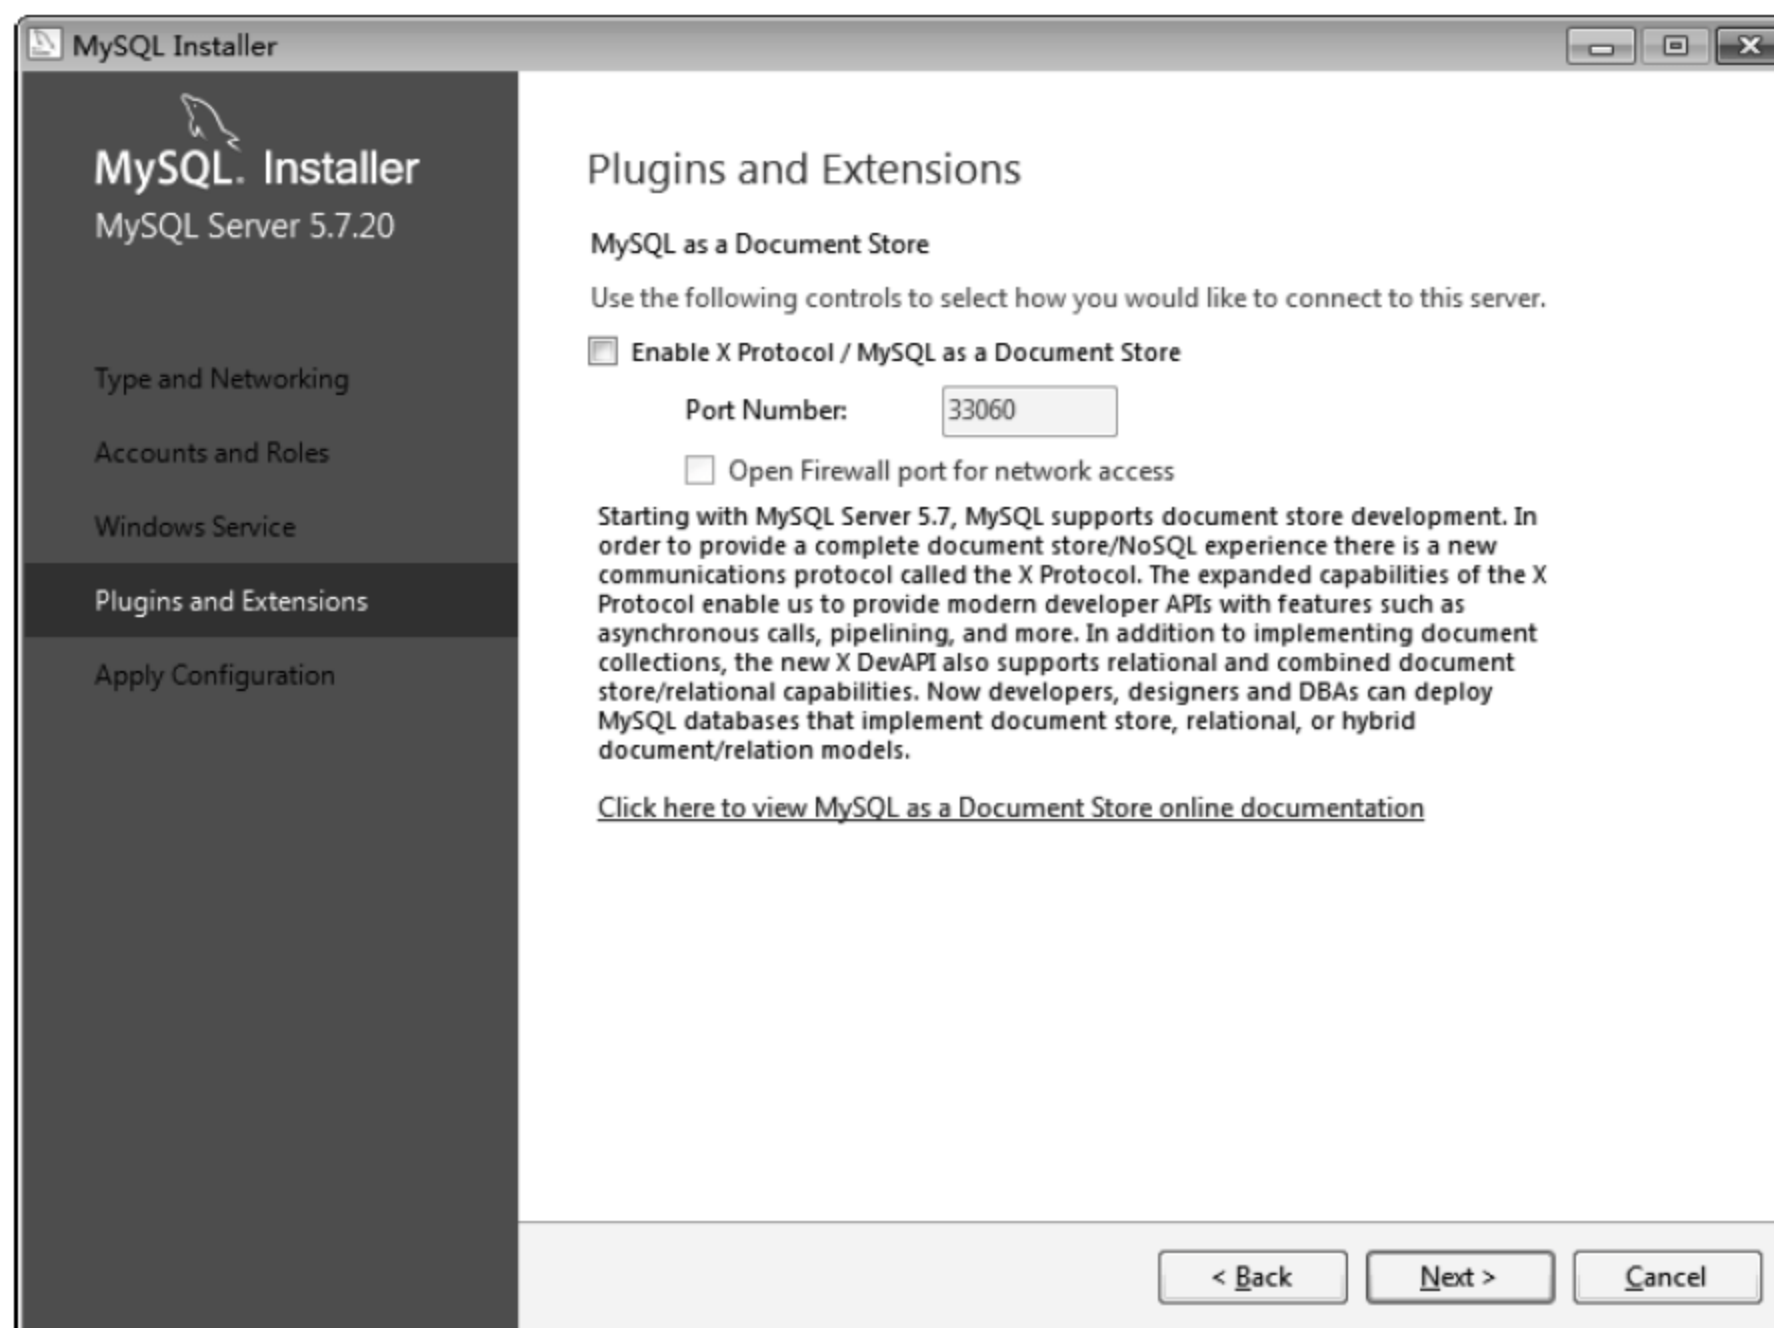 MySQL Installer
MySQL. Installer
MySQL Server 5.7.20
Type and Networking
Accounts and Roles
Windows Service
Plugins and Extensions
Apply Configuration
Plugins and Extensions
MySQL as a Document Store
Use the following controls to select how you would like to connect to this server.
Enable X Protocol / MySQL as a Document Store
Port Number: 33060
Open Firewall port for network access
Starting with MySQL Server 5.7, MySQL supports document store development. In
order to provide a complete document store/NoSQL experience there is a new
communications protocol called the X Protocol. The expanded capabilities of the X
Protocol enable us to provide modern developer APIs with features such as
asynchronous calls, pipelining, and more. In addition to implementing document
collections, the new X DevAPI also supports relational and combined document
store/relational capabilities. Now developers, designers and DBAs can deploy
MySQL databases that implement document store, relational, or hybrid
document/relation models.
Click here to view MySQL as a Document Store online documentation
< Back Next > Cancel